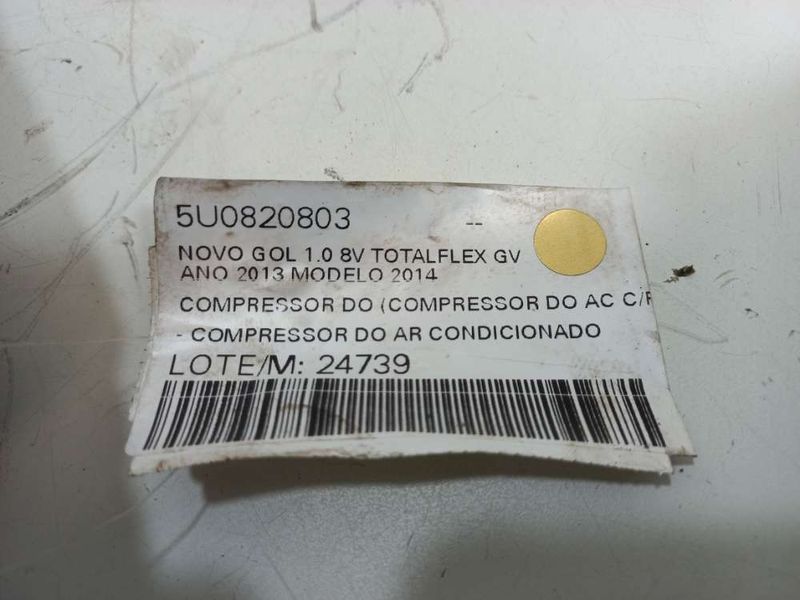 5U0820803 --
NOVO GOL 1.0 8V TOTALFLEX GV
ANO 2013 MODELO 2014
COMPRESSOR DO (COMPRESSOR DO AC C/
- COMPRESSOR DO AR CONDICIONADO
LOTE/M: 24739